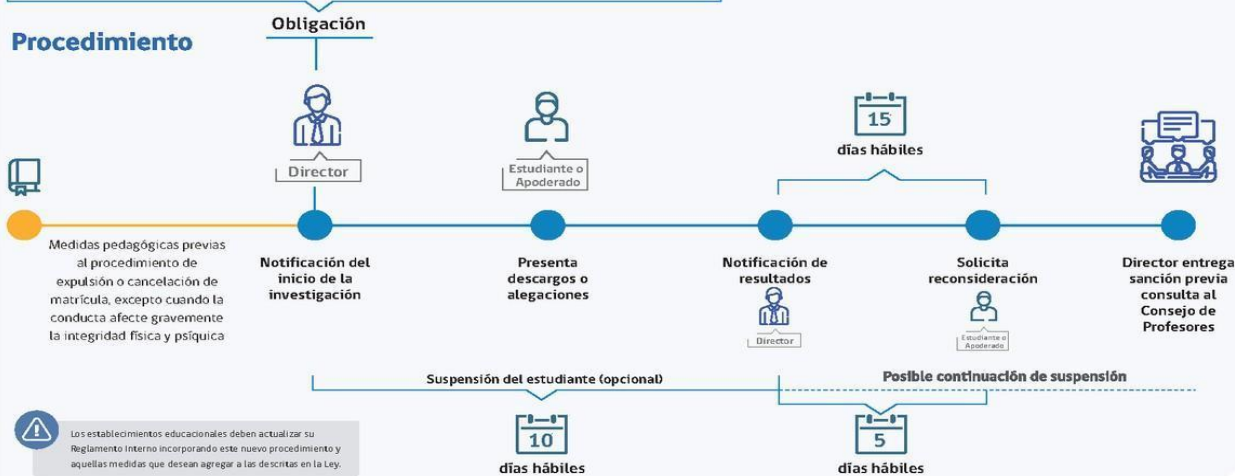 Procedimiento
Obligación
Director
Estudiante o
Apoderado
15
días hábiles
Medidas pedagógicas previas
al procedimiento de
expulsión o cancelación de
matrícula, excepto cuando la
conducta afecte gravemente
la integridad física y psíquica
Notificación del
inicio de la
investigación
Presenta
descargos o
alegaciones
Notificación de
resultados
Director
Solicita
reconsideración
Estudiante o
Apoderado
Director entrega
sanción previa
consulta al
Consejo de
Profesores
Suspensión del estudiante (opcional)
Posible continuación de suspensión
10
días hábiles
5
días hábiles
Los establecimientos educacionales deben actualizar su
Reglamento Interno incorporando este nuevo procedimiento y
aquellas medidas que desean agregar a las descritas en la Ley.